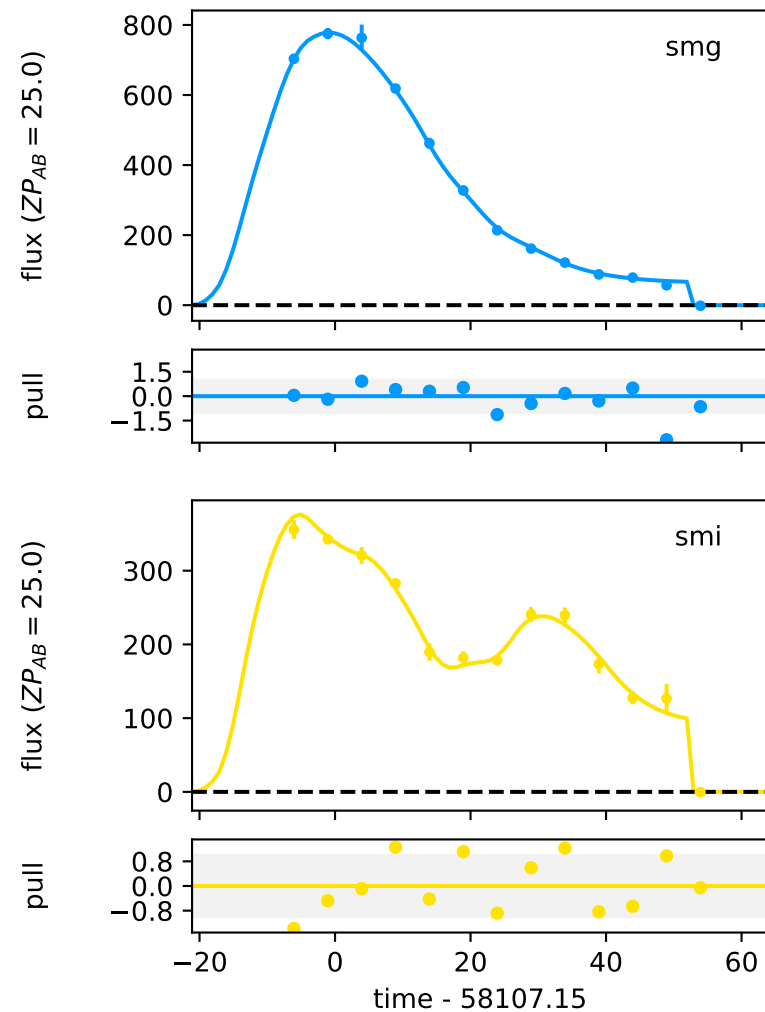 smg
flux (ZP_AB = 25.0)
800
600
400
200
0
pull
1.5
0.0
−1.5
smi
flux (ZP_AB = 25.0)
300
200
100
0
pull
0.8
0.0
−0.8
−20 0 20 40 60
time - 58107.15